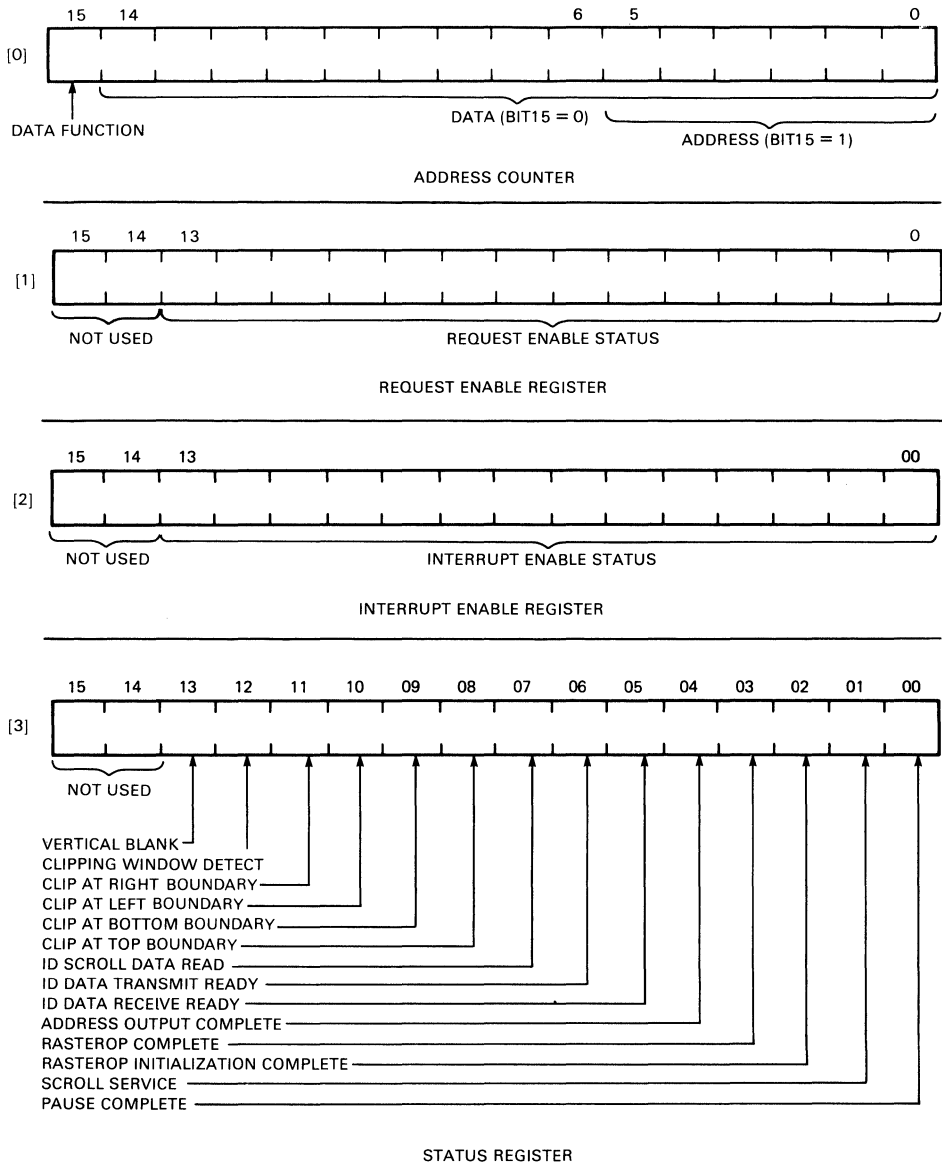 15 14 6 5 0
[0]
DATA FUNCTION
DATA (BIT15 = 0)
ADDRESS (BIT15 = 1)
ADDRESS COUNTER
15 14 13 0
[1]
NOT USED REQUEST ENABLE STATUS
REQUEST ENABLE REGISTER
15 14 13 00
[2]
NOT USED INTERRUPT ENABLE STATUS
INTERRUPT ENABLE REGISTER
15 14 13 12 11 10 09 08 07 06 05 04 03 02 01 00
[3]
NOT USED
VERTICAL BLANK
CLIPPING WINDOW DETECT
CLIP AT RIGHT BOUNDARY
CLIP AT LEFT BOUNDARY
CLIP AT BOTTOM BOUNDARY
CLIP AT TOP BOUNDARY
ID SCROLL DATA READ
ID DATA TRANSMIT READY
ID DATA RECEIVE READY
ADDRESS OUTPUT COMPLETE
RASTEROP COMPLETE
RASTEROP INITIALIZATION COMPLETE
SCROLL SERVICE
PAUSE COMPLETE
STATUS REGISTER